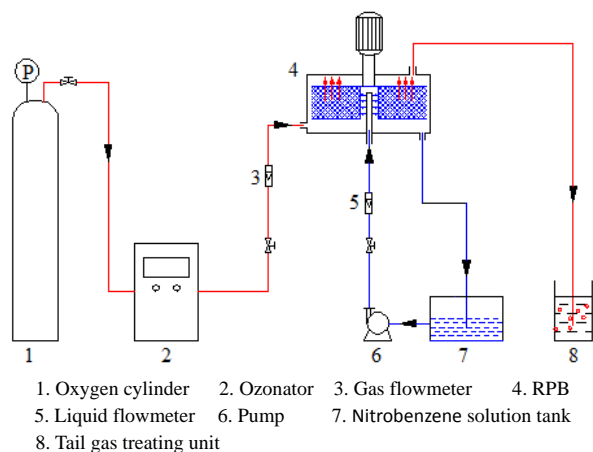 P
4
3
5
1
2
6
7
8
1. Oxygen cylinder 2. Ozonator 3. Gas flowmeter 4. RPB
5. Liquid flowmeter 6. Pump 7. Nitrobenzene solution tank
8. Tail gas treating unit